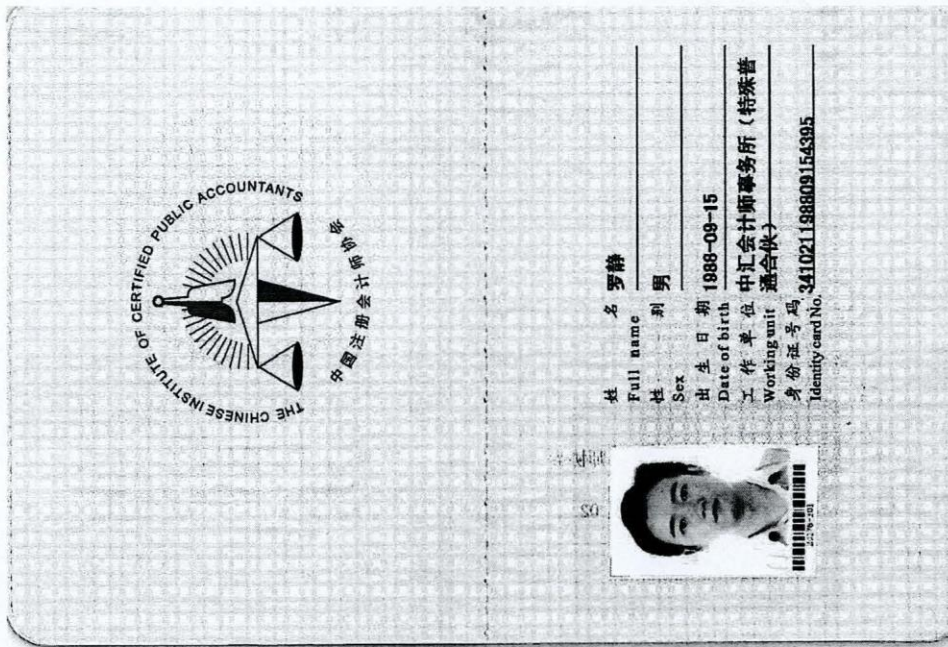 THE CHINESE INSTITUTE OF CERTIFIED PUBLIC ACCOUNTANTS
中国注册会计师协会
姓 名 罗静
Full name
性 别 男
Sex
出生日期 1988-09-15
Date of birth
工作单位 中汇会计师事务所（特殊普
Working unit 通合伙）
身份证号码 341021198809154395
Identity card No.